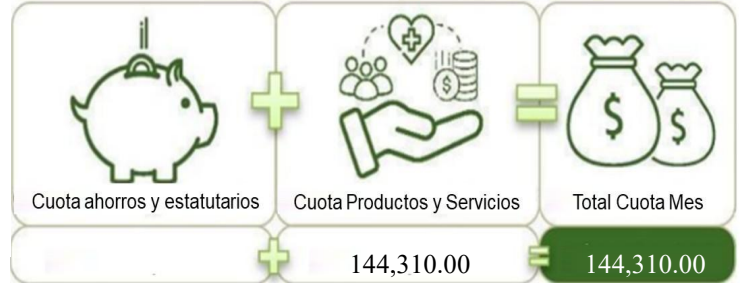 Cuota ahorros y estatutarios
Cuota Productos y Servicios
Total Cuota Mes
+ 144,310.00 = 144,310.00